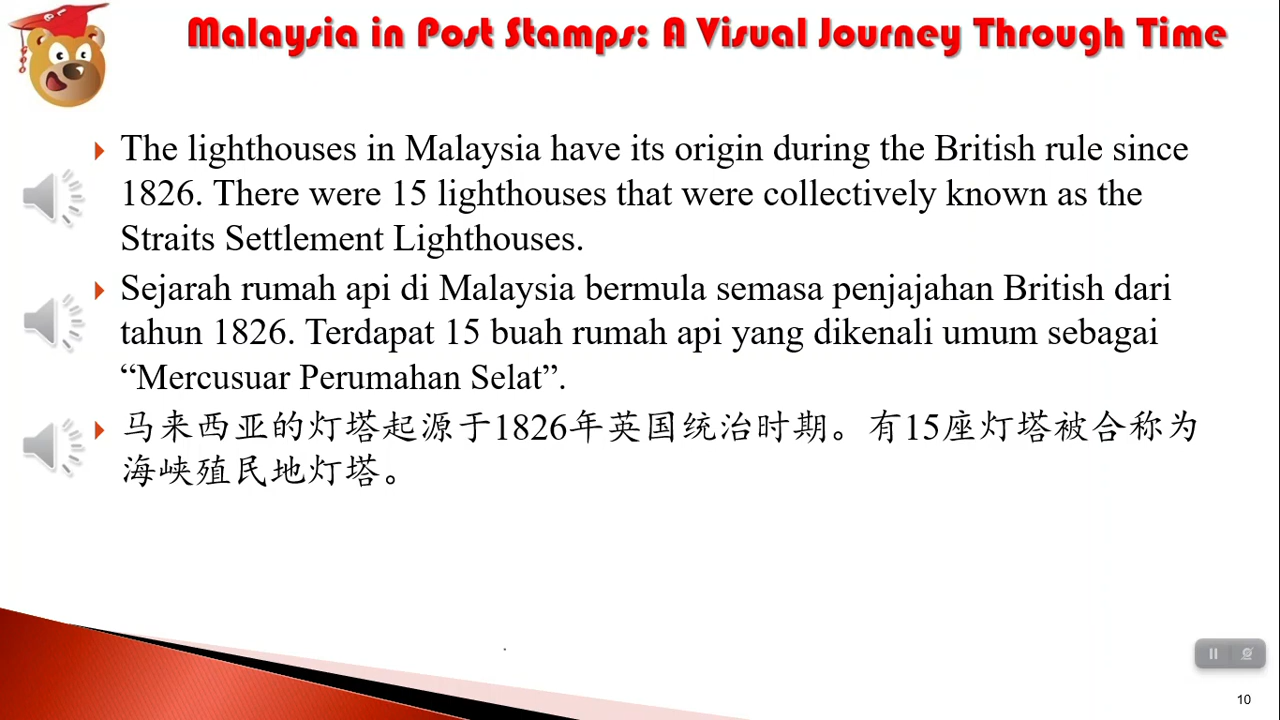 Malaysia in Post Stamps: A Visual Journey Through Time
The lighthouses in Malaysia have its origin during the British rule since
1826. There were 15 lighthouses that were collectively known as the
Straits Settlement Lighthouses.
Sejarah rumah api di Malaysia bermula semasa penjajahan British dari
tahun 1826. Terdapat 15 buah rumah api yang dikenali umum sebagai
“Mercusuar Perumahan Selat”.
马来西亚的灯塔起源于1826年英国统治时期。有15座灯塔被合称为
海峡殖民地灯塔。
10